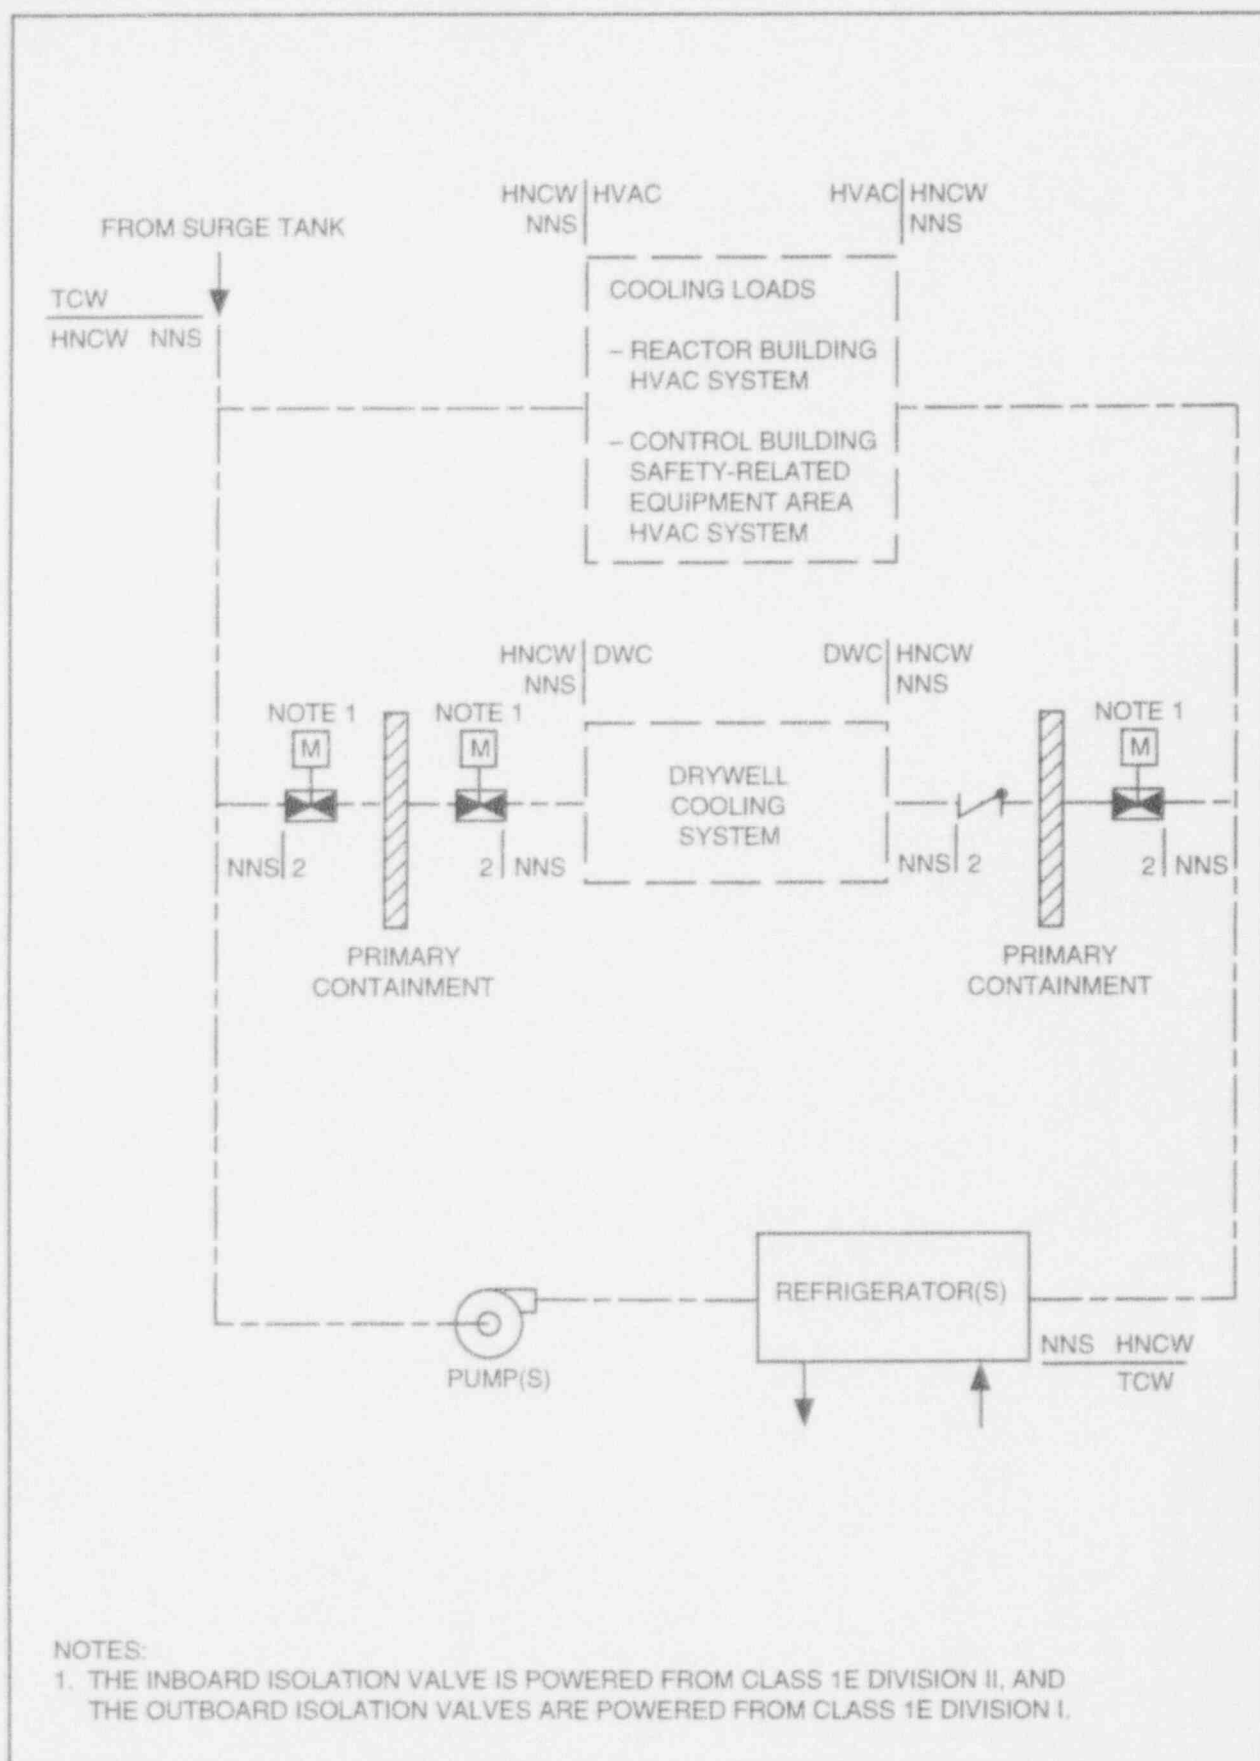 HNCW HVAC
NNS
HVAC HNCW
NNS
FROM SURGE TANK
TCW
HNCW NNS
COOLING LOADS
– REACTOR BUILDING
HVAC SYSTEM
– CONTROL BUILDING
SAFETY-RELATED
EQUIPMENT AREA
HVAC SYSTEM
HNCW DWC
NNS
DWC HNCW
NNS
NOTE 1
M
NOTE 1
M
NOTE 1
M
DRYWELL
COOLING
SYSTEM
NNS 2
2 NNS
NNS 2
2 NNS
PRIMARY
CONTAINMENT
PRIMARY
CONTAINMENT
REFRIGERATOR(S)
NNS HNCW
TCW
PUMP(S)
NOTES:
1. THE INBOARD ISOLATION VALVE IS POWERED FROM CLASS 1E DIVISION II, AND
THE OUTBOARD ISOLATION VALVES ARE POWERED FROM CLASS 1E DIVISION I.